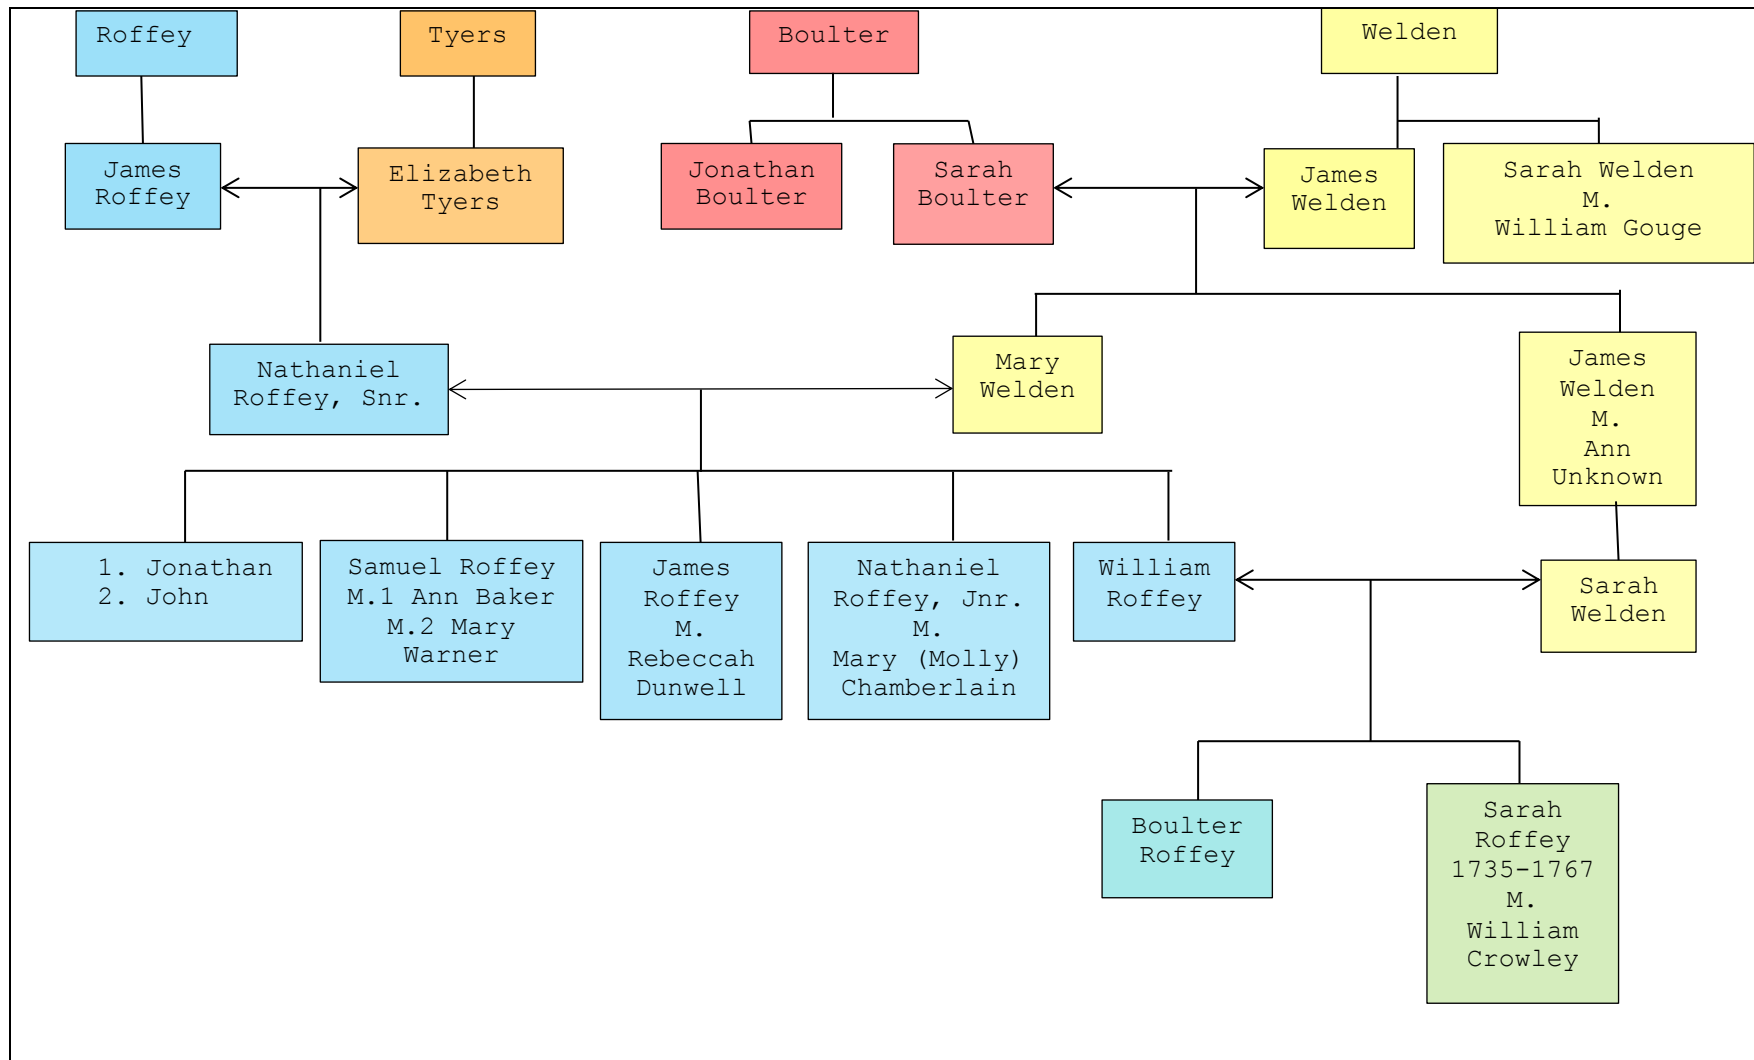 Roffey
Tyers
Boulter
Welden
James
Roffey
Elizabeth
Tyers
Jonathan
Boulter
Sarah
Boulter
James
Welden
Sarah Welden
M.
William Gouge
Nathaniel
Roffey, Snr.
Mary
Welden
James
Welden
M.
Ann
Unknown
1. Jonathan
2. John
Samuel Roffey
M.1 Ann Baker
M.2 Mary
Warner
James
Roffey
M.
Rebeccah
Dunwell
Nathaniel
Roffey, Jnr.
M.
Mary (Molly)
Chamberlain
William
Roffey
Sarah
Welden
Boulter
Roffey
Sarah
Roffey
1735-1767
M.
William
Crowley